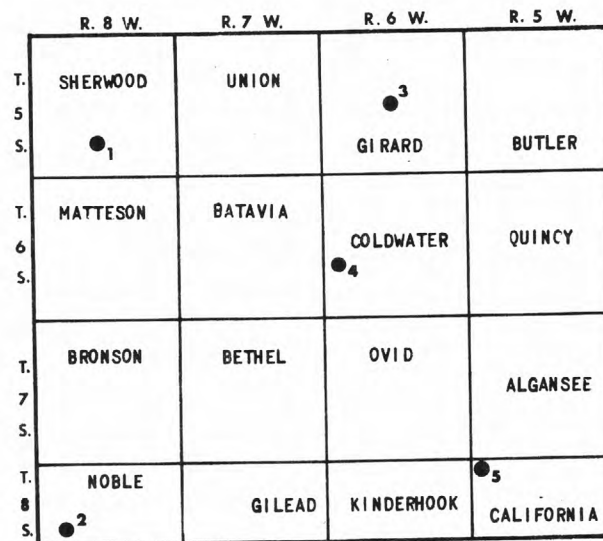 R. 8 W. R. 7 W. R. 6 W. R. 5 W.
T. 5 S.
SHERWOOD UNION
3
1 GIRARD BUTLER
T. 6 S.
MATTESON BATAVIA
COLDWATER QUINCY
4
T. 7 S.
BRONSON BETHEL OVID
ALGANSEE
T. 8 S.
5
NOBLE
GILEAD KINDERHOOK CALIFORNIA
2